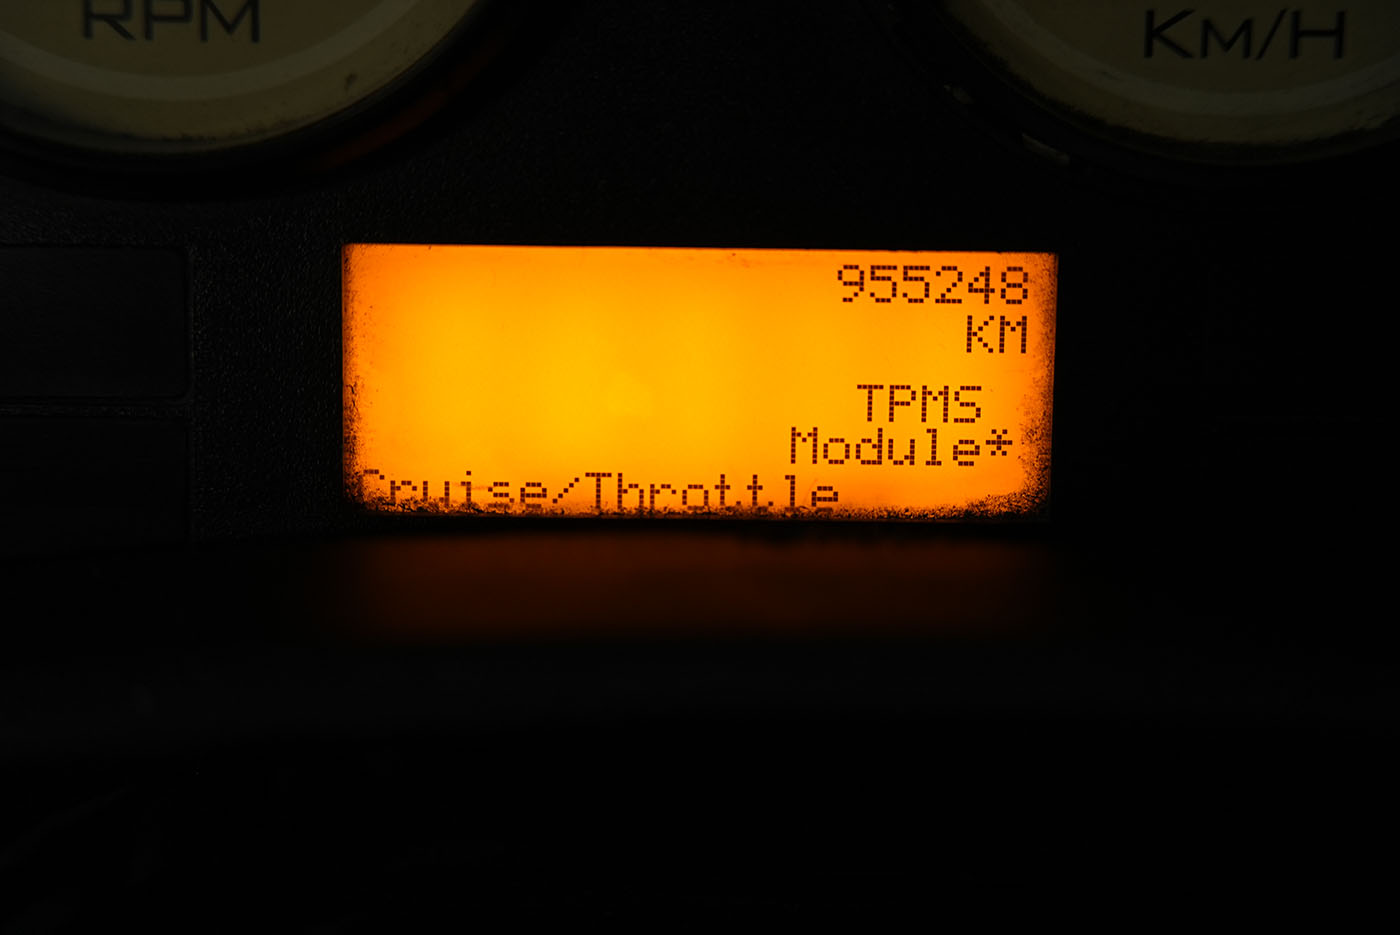 RPM
KM/H
955248
KM
TPMS
Module*
Cruise/Throttle